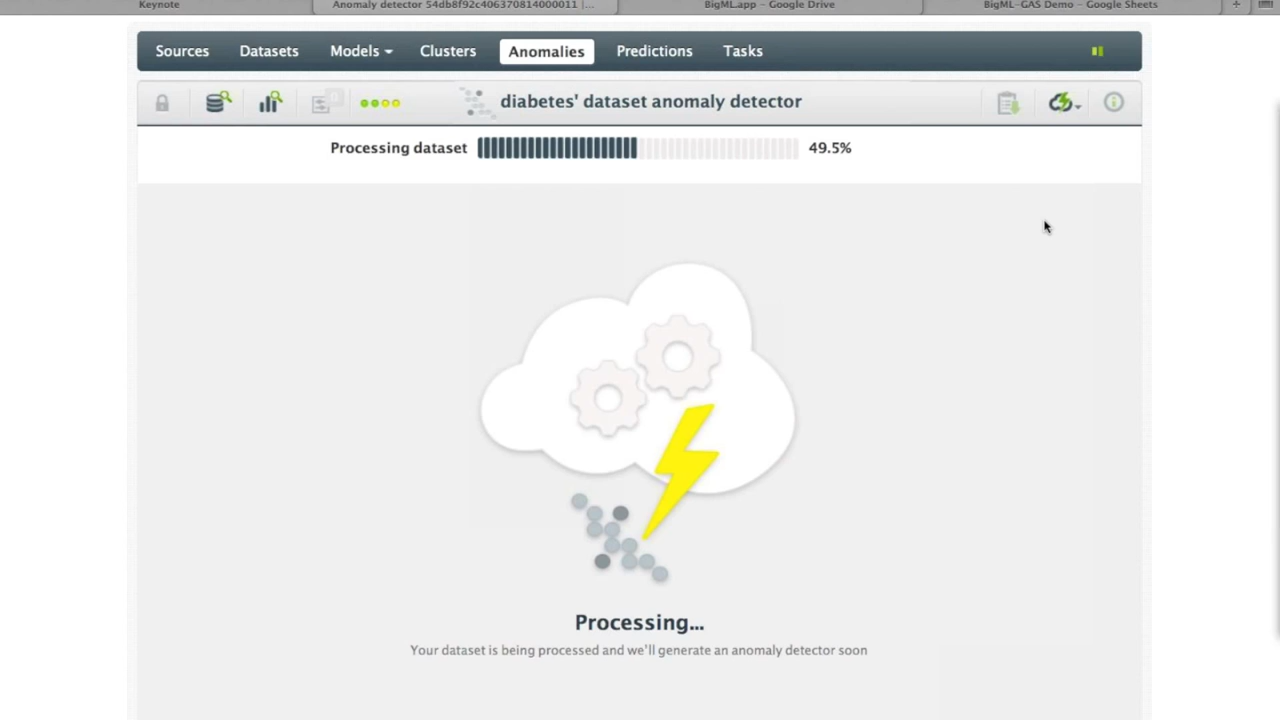 Keynote
Anomaly detector 54db8f92c406370814000011 |...
BigML.app – Google Drive
BigML-GAS Demo – Google Sheets
Sources Datasets Models Clusters Anomalies Predictions Tasks
diabetes' dataset anomaly detector
Processing dataset 49.5%
Processing...
Your dataset is being processed and we'll generate an anomaly detector soon